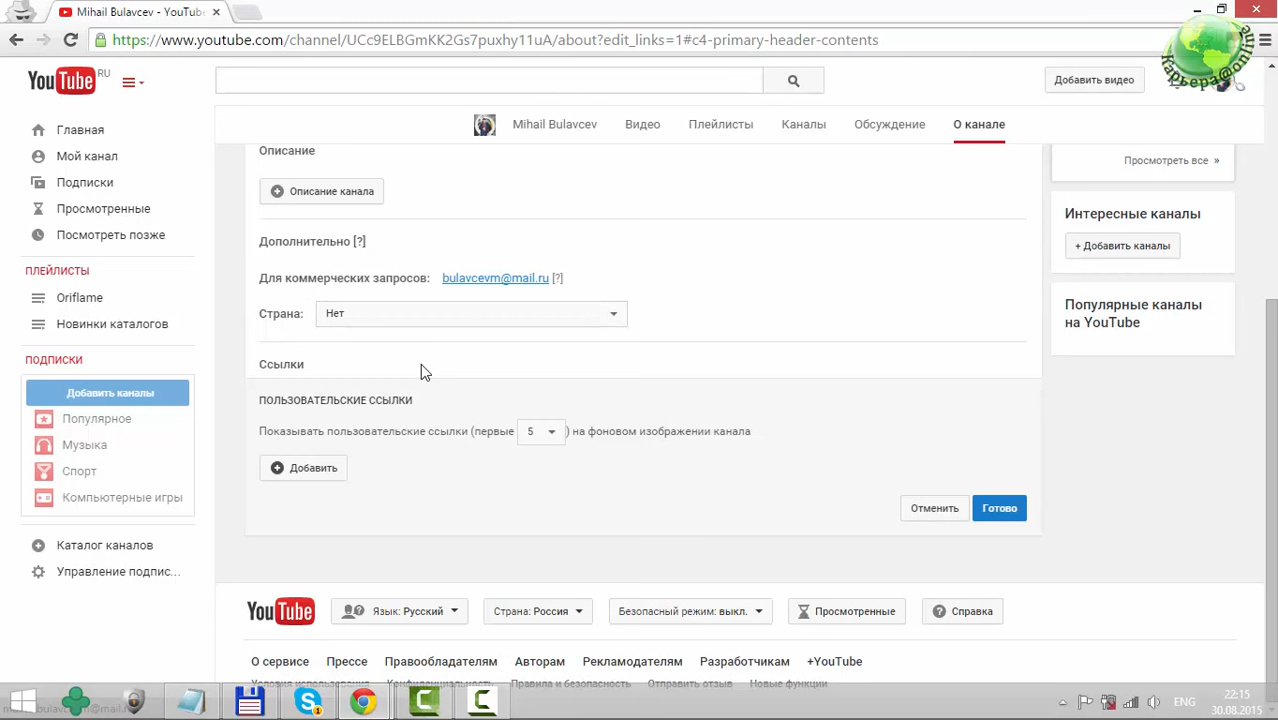 Mihail Bulavcev - YouTube
https://www.youtube.com/channel/UCc9ELBGmKK2Gs7puxhy11uA/about?edit_links=1#c4-primary-header-contents
Карьера@online
YouTube RU
Добавить видео
Mihail Bulavcev Видео Плейлисты Каналы Обсуждение О канале
Главная
Мой канал
Подписки
Просмотренные
Посмотреть позже
ПЛЕЙЛИСТЫ
Oriflame
Новинки каталогов
ПОДПИСКИ
Добавить каналы
Популярное
Музыка
Спорт
Компьютерные игры
Каталог каналов
Управление подпис...
Описание
Описание канала
Дополнительно [?]
Для коммерческих запросов: bulavcevm@mail.ru [?]
Страна: Нет
Ссылки
ПОЛЬЗОВАТЕЛЬСКИЕ ССЫЛКИ
Показывать пользовательские ссылки (первые 5 ) на фоновом изображении канала
Добавить
Отменить Готово
Просмотреть все »
Интересные каналы
+ Добавить каналы
Популярные каналы
на YouTube
YouTube Язык: Русский Страна: Россия Безопасный режим: выкл. Просмотренные Справка
О сервисе Прессе Правообладателям Авторам Рекламодателям Разработчикам +YouTube
Условия использования Конфиденциальность Правила и безопасность Отправить отзыв Новые функции
ENG
22:15
30.08.2015